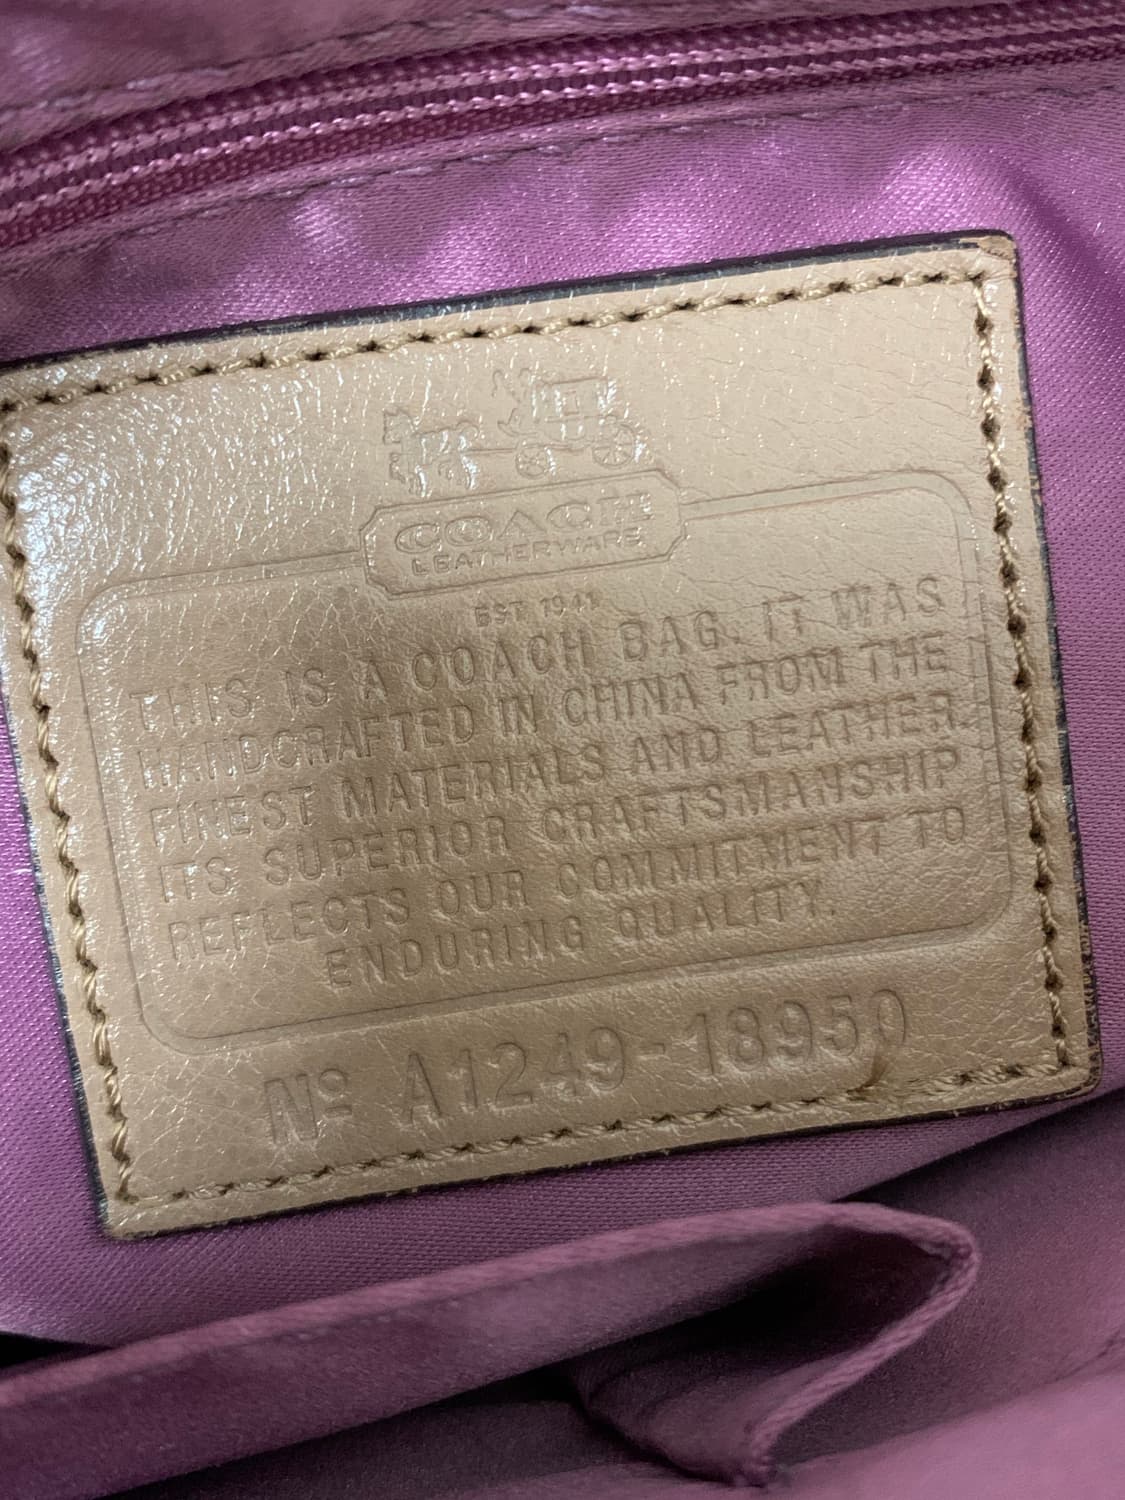 COACH
LEATHERWARE
EST. 1941
THIS IS A COACH BAG. IT WAS
HANDCRAFTED IN CHINA FROM THE
FINEST MATERIALS AND LEATHER.
ITS SUPERIOR CRAFTSMANSHIP
REFLECTS OUR COMMITMENT TO
ENDURING QUALITY.
Nº A1249-18950